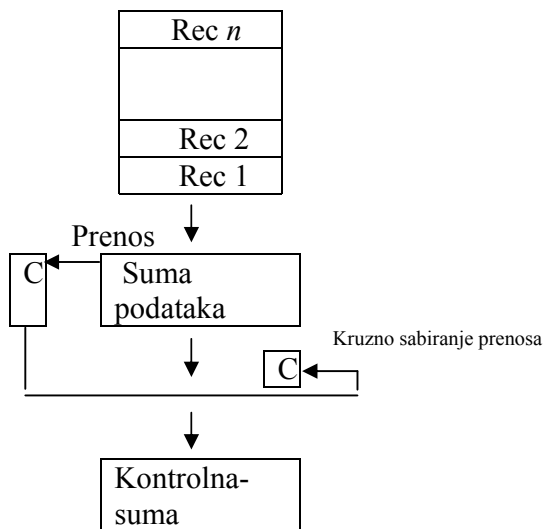 Rec n
Rec 2
Rec 1
Prenos
C
Suma
podataka
Kruzno sabiranje prenosa
C
Kontrolna-
suma